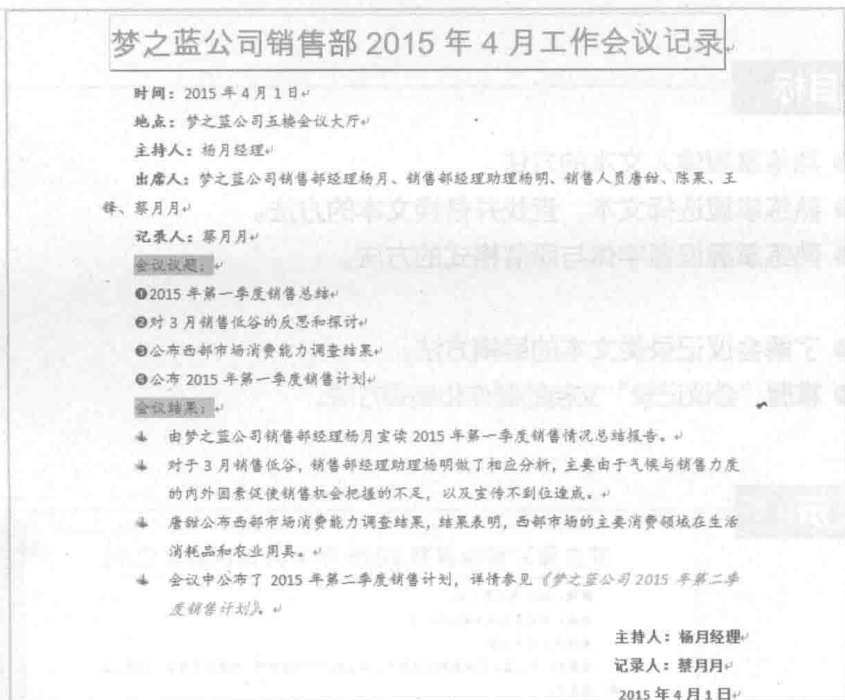 梦之蓝公司销售部 2015 年 4 月工作会议记录
时间：2015 年 4 月 1 日
地点：梦之蓝公司五楼会议大厅
主持人：杨月经理
出席人：梦之蓝公司销售部经理杨月、销售部经理助理杨明、销售人员唐甜、陈果、王
锋、蔡月月
记录人：蔡月月
会议议题：
❶2015 年第一季度销售总结
❷对 3 月销售低谷的反思和探讨
❸公布西部市场消费能力调查结果
❹公布 2015 年第一季度销售计划
会议结果：
由梦之蓝公司销售部经理杨月宣读 2015 年第一季度销售情况总结报告。
对于 3 月销售低谷，销售部经理助理杨明做了相应分析，主要由于气候与销售力度
的内外因素促使销售机会把握的不足，以及宣传不到位造成。
唐甜公布西部市场消费能力调查结果，结果表明，西部市场的主要消费领域在生活
消耗品和农业用具。
会议中公布了 2015 年第二季度销售计划，详情参见《梦之蓝公司 2015 年第二季
度销售计划》。
主持人：杨月经理
记录人：蔡月月
2015 年 4 月 1 日